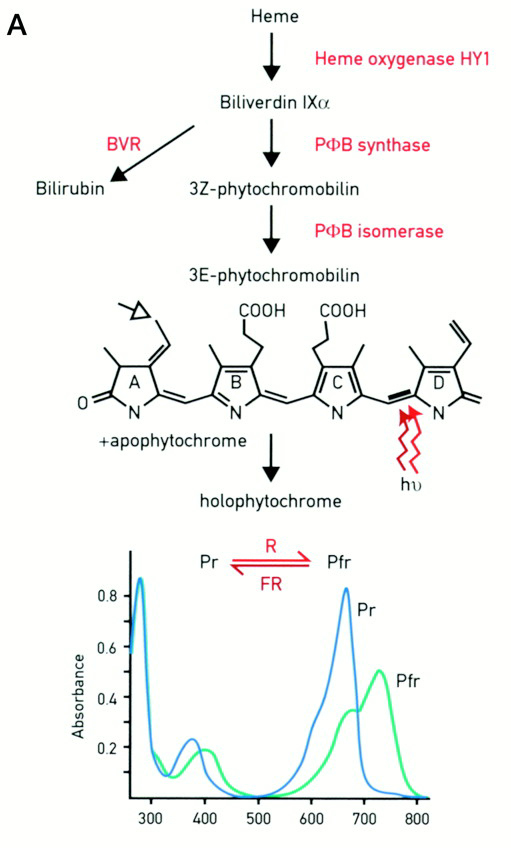 A
Heme
Heme oxygenase HY1
Biliverdin IXα
BVR
PΦB synthase
Bilirubin
3Z-phytochromobilin
PΦB isomerase
3E-phytochromobilin
COOH
COOH
A
B
C
D
O
N
N
N
N
+apophytochrome
hυ
holophytochrome
R
Pr
Pfr
FR
0.8
Pr
0.6
Pfr
0.4
0.2
Absorbance
300 400 500 600 700 800